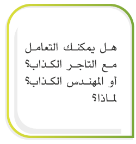 هل يمكنك التعامل
مع التاجر الكذاب؟
أو المهندس الكذاب؟
لماذا؟